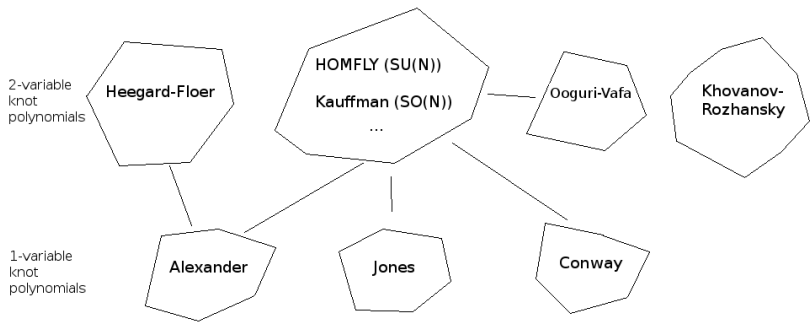 2-variable
knot
polynomials
Heegard-Floer
HOMFLY (SU(N))
Kauffman (SO(N))
...
Ooguri-Vafa
Khovanov-
Rozhansky
1-variable
knot
polynomials
Alexander
Jones
Conway